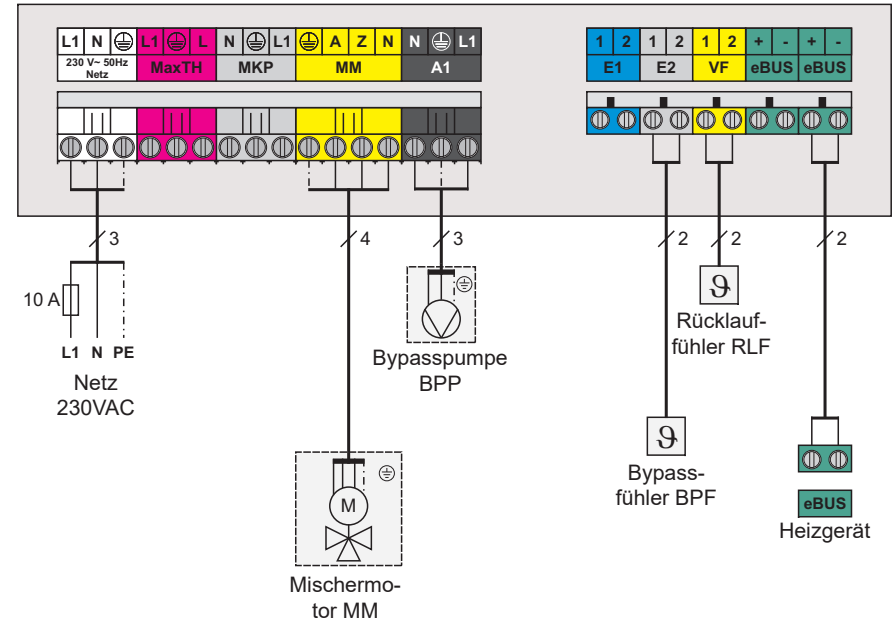 L1 N L1 L N L1 A Z N N L1
230 V~ 50Hz
Netz
MaxTH MKP MM A1
1 2 1 2 1 2 + - + -
E1 E2 VF eBUS eBUS
3
4
3
2
2
2
10 A
L1 N PE
Netz
230VAC
Bypasspumpe
BPP
M
Mischermo-
tor MM
ϑ
Rücklauf-
fühler RLF
ϑ
Bypass-
fühler BPF
eBUS
Heizgerät